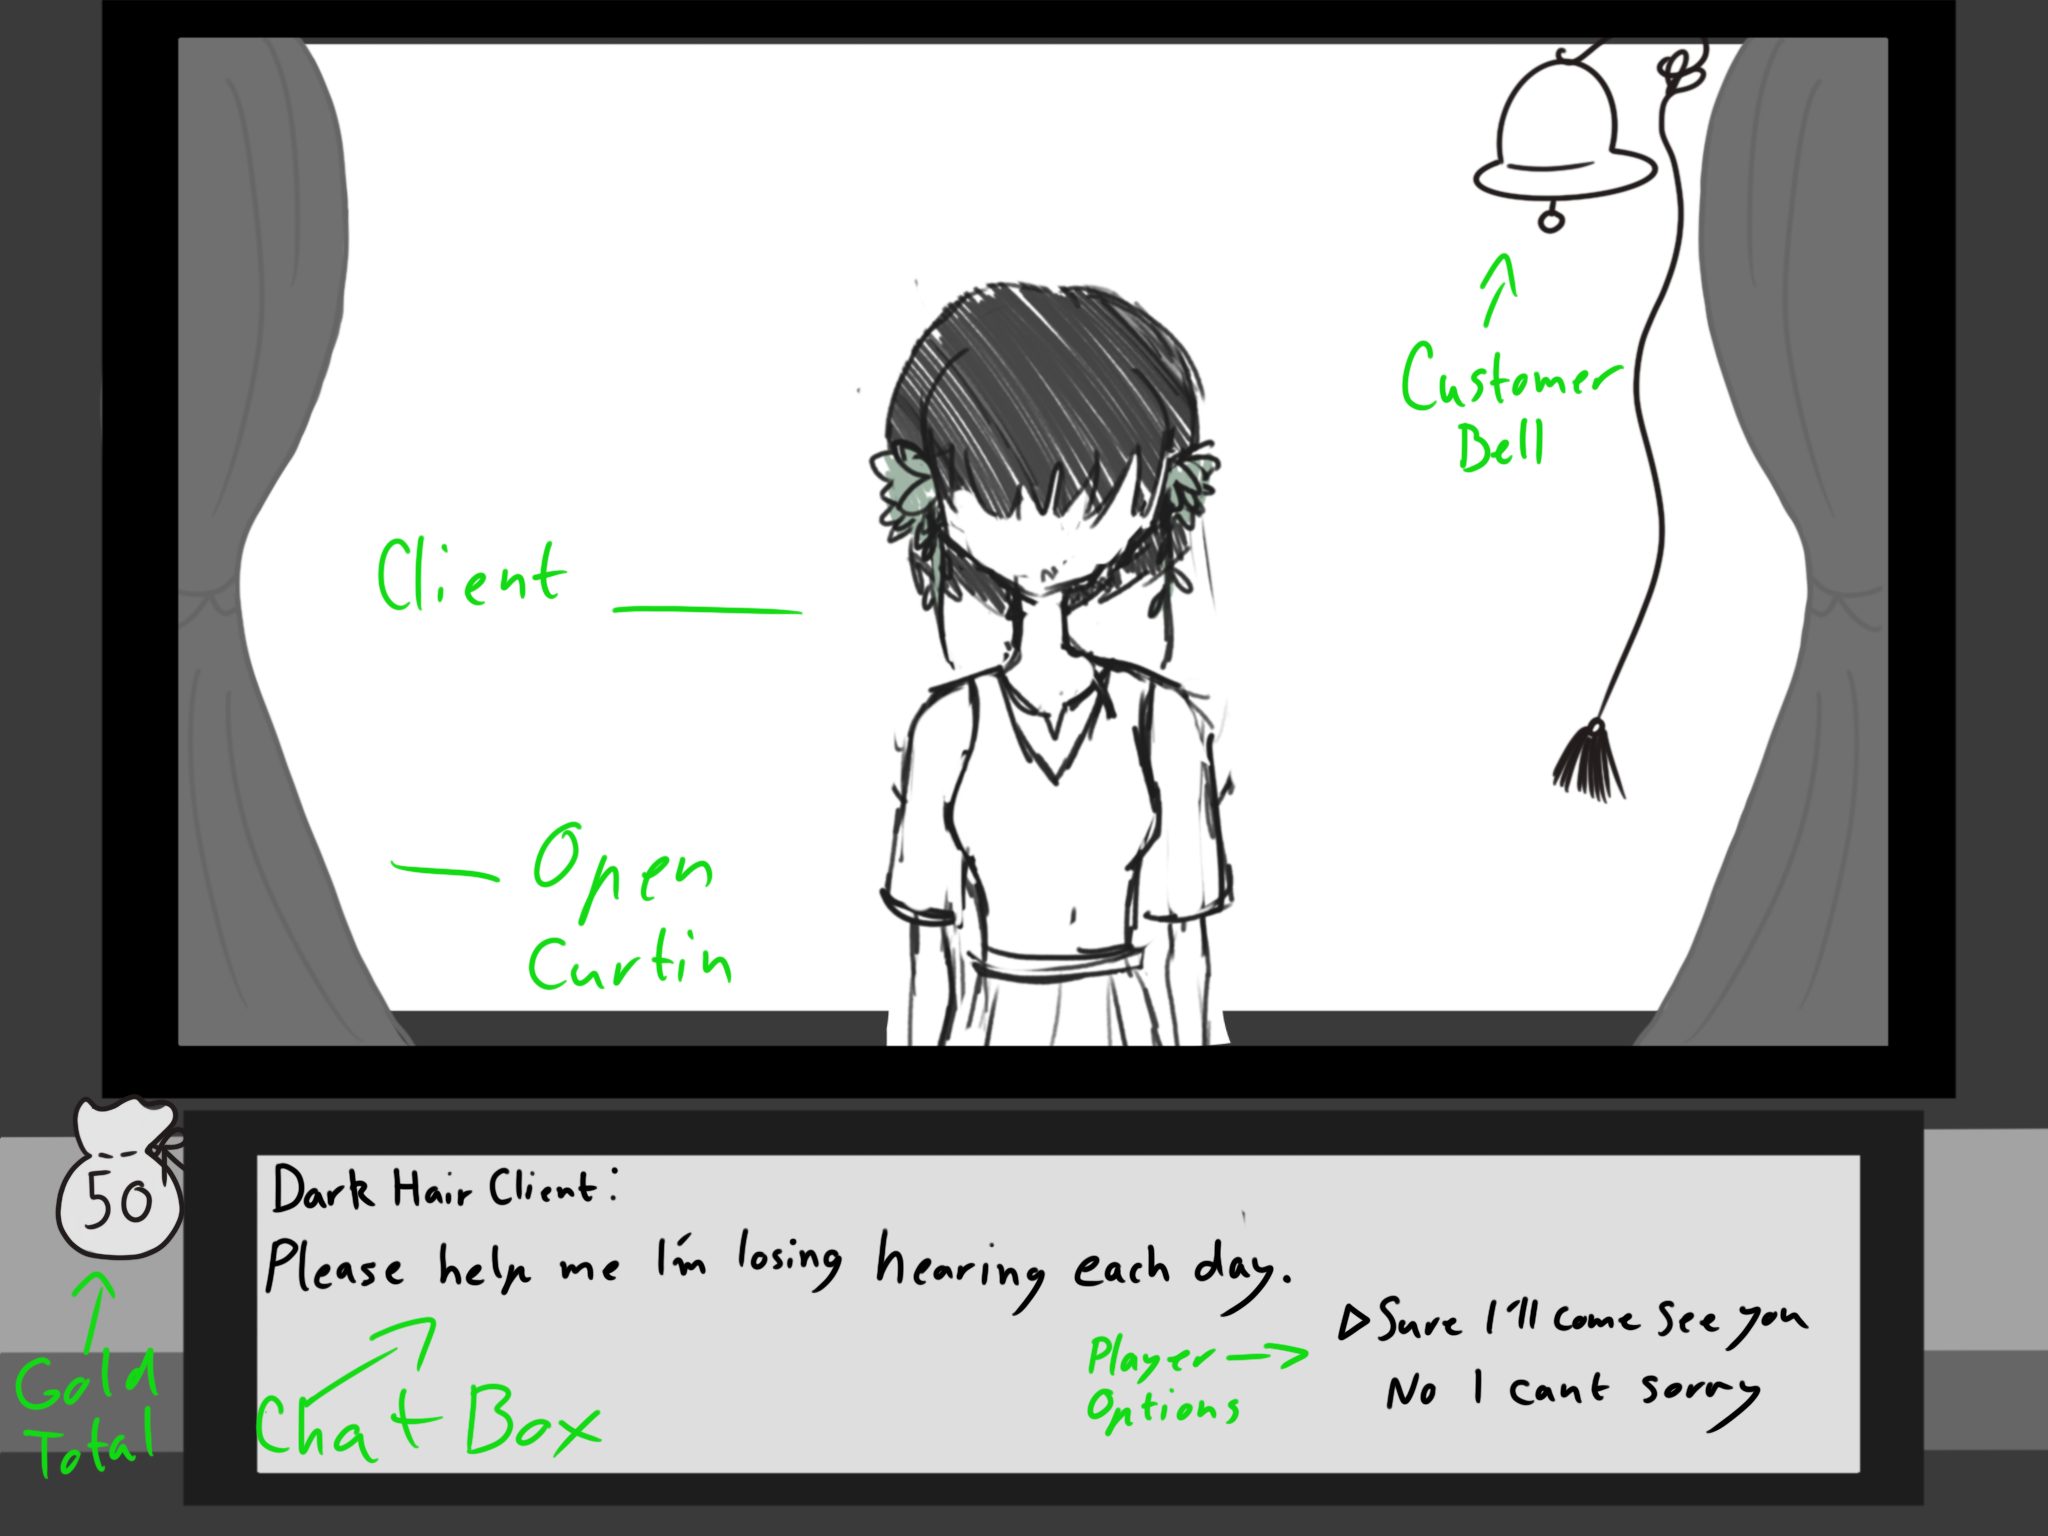 Customer
Bell
Client
Open
Curtin
50
Gold
Total
Dark Hair Client:
Please help me I'm losing hearing each day.
Chat Box
Player
Options
Sure I'll come see you
No I cant sorry